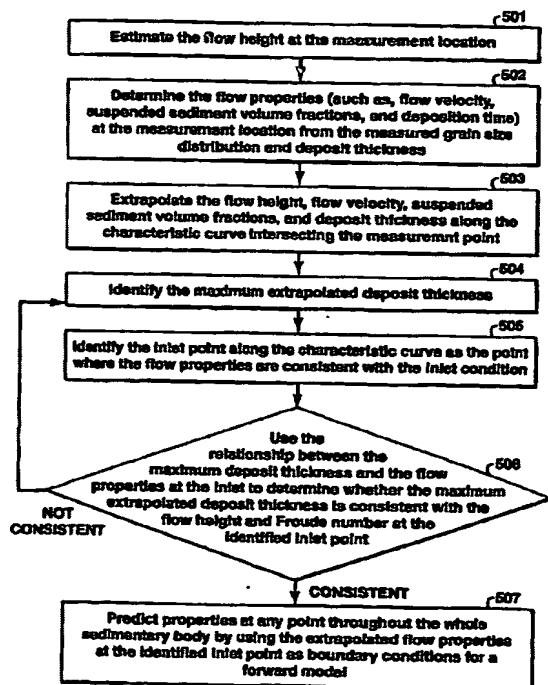 501
Estimate the flow height at the measurement location
502
Determine the flow properties (such as, flow velocity,
suspended sediment volume fractions, and deposition time)
at the measurement location from the measured grain size
distribution and deposit thickness
503
Extrapolate the flow height, flow velocity, suspended
sediment volume fractions, and deposit thickness along the
characteristic curve intersecting the measuremnt point
504
Identify the maximum extrapolated deposit thickness
505
Identify the inlet point along the characteristic curve as the point
where the flow properties are consistent with the inlet condition
506
Use the
relationship between the
maximum deposit thickness and the flow
properties at the inlet to determine whether the maximum
extrapolated deposit thickness is consistent with the
flow height and Froude number at the
identified inlet point
NOT
CONSISTENT
CONSISTENT
507
Predict properties at any point throughout the whole
sedimentary body by using the extrapolated flow properties
at the identified inlet point as boundary conditions for a
forward model